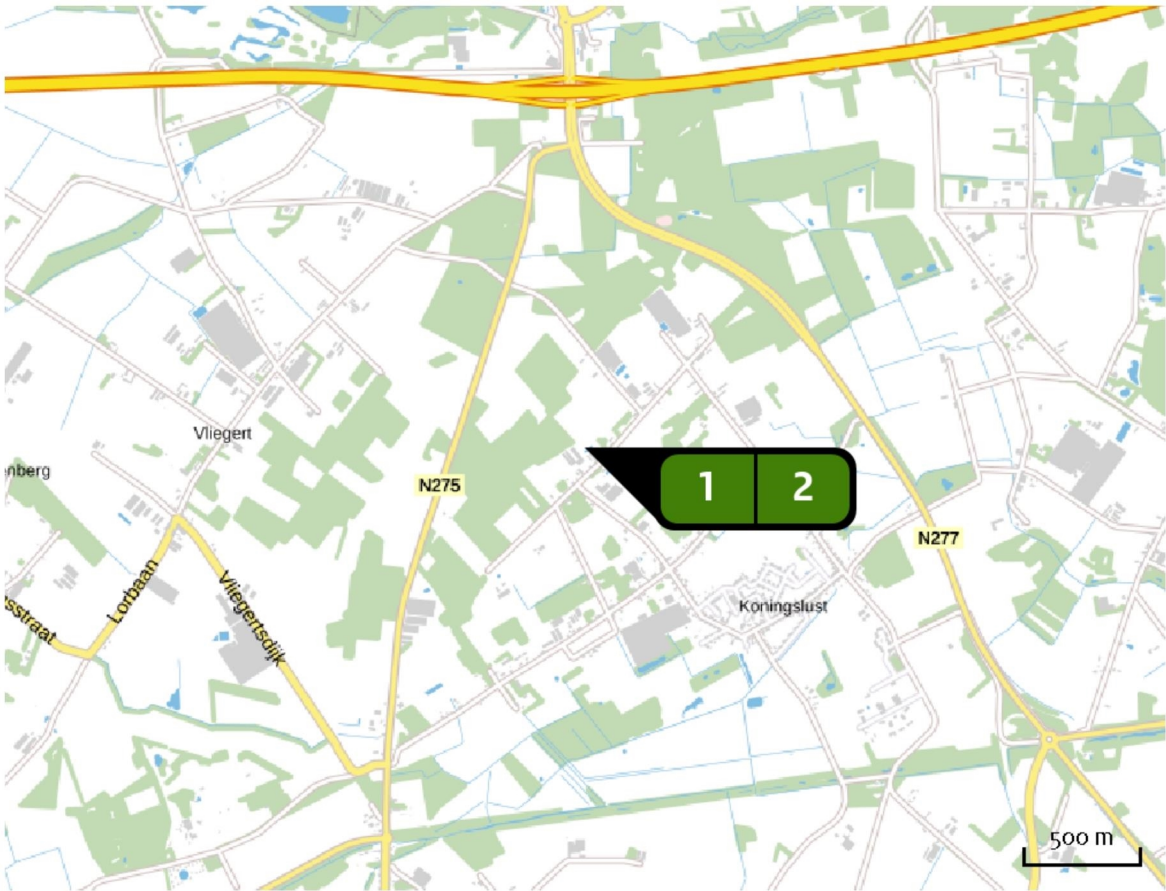 Vliegert
enberg
N275
1 2
N277
Koningslust
Lorbaan
Vliegertsdijk
sstraat
500 m